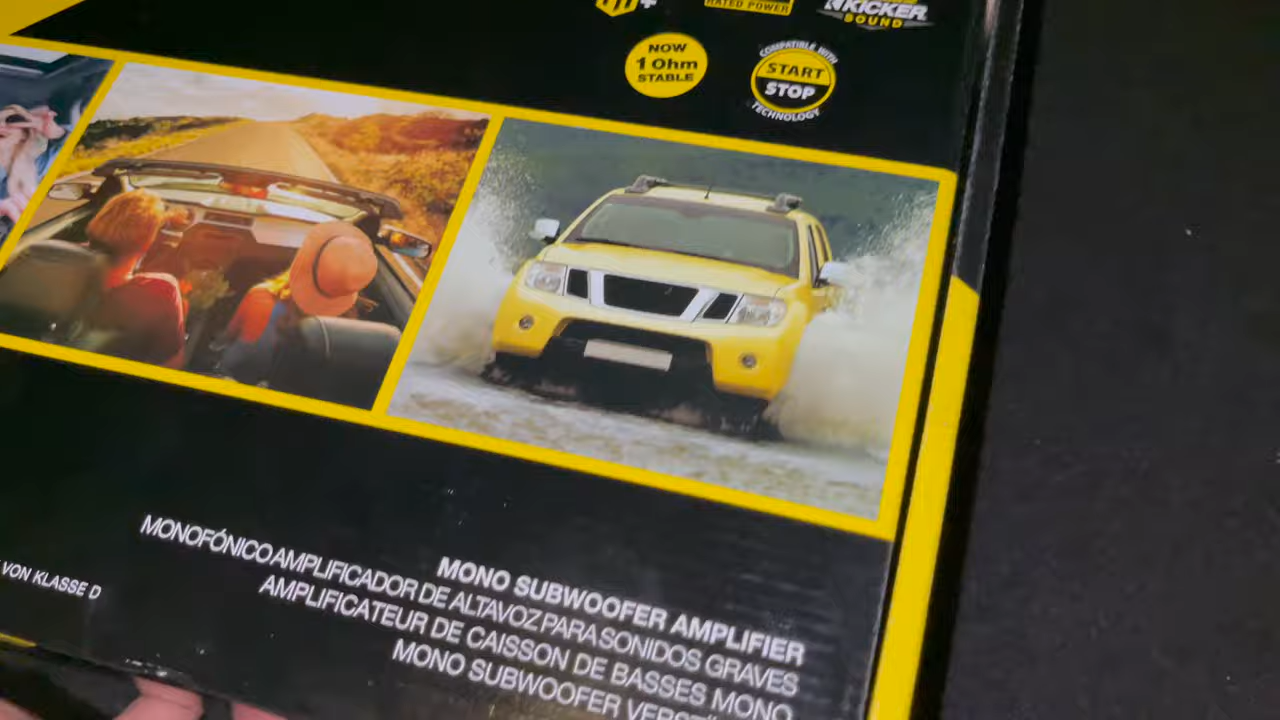 RATED POWER
KICKER
SOUND
NOW
1 Ohm
STABLE
COMPATIBLE WITH
START
STOP
TECHNOLOGY
VON KLASSE D
MONO SUBWOOFER AMPLIFIER
MONOFÓNICO AMPLIFICADOR DE ALTAVOZ PARA SONIDOS GRAVES
AMPLIFICATEUR DE CAISSON DE BASSES MONO
MONO SUBWOOFER